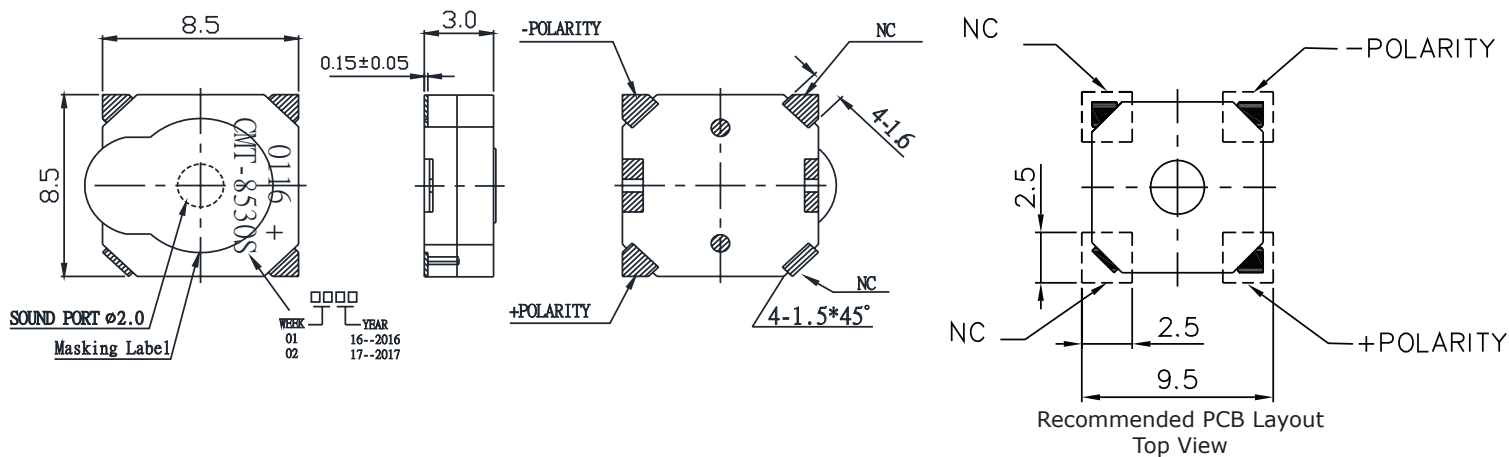 8.5
8.5
SOUND PORT ø2.0
Masking Label
0116 +
CMT-8530S
□□□□
WEEK
01
02
YEAR
16--2016
17--2017
3.0
0.15±0.05
-POLARITY
NC
4-1.6
+POLARITY
NC
4-1.5*45°
NC
-POLARITY
2.5
NC
2.5
+POLARITY
9.5
Recommended PCB Layout
Top View